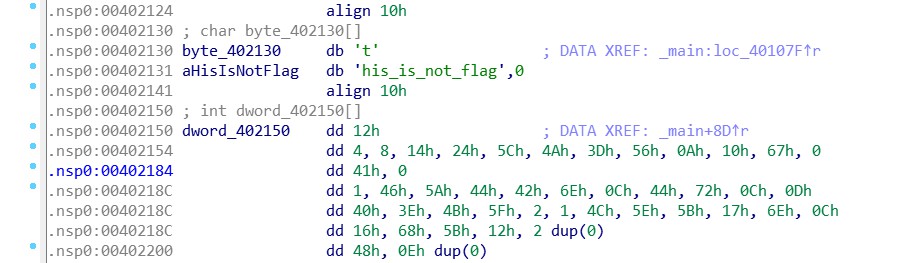 .nsp0:00402124 align 10h
.nsp0:00402130 ; char byte_402130[]
.nsp0:00402130 byte_402130 db 't' ; DATA XREF: _main:loc_40107F↑r
.nsp0:00402131 aHisIsNotFlag db 'his_is_not_flag',0
.nsp0:00402141 align 10h
.nsp0:00402150 ; int dword_402150[]
.nsp0:00402150 dword_402150 dd 12h ; DATA XREF: _main+8D↑r
.nsp0:00402154 dd 4, 8, 14h, 24h, 5Ch, 4Ah, 3Dh, 56h, 0Ah, 10h, 67h, 0
.nsp0:00402184 dd 41h, 0
.nsp0:0040218C dd 1, 46h, 5Ah, 44h, 42h, 6Eh, 0Ch, 44h, 72h, 0Ch, 0Dh
.nsp0:0040218C dd 40h, 3Eh, 4Bh, 5Fh, 2, 1, 4Ch, 5Eh, 5Bh, 17h, 6Eh, 0Ch
.nsp0:0040218C dd 16h, 68h, 5Bh, 12h, 2 dup(0)
.nsp0:00402200 dd 48h, 0Eh dup(0)